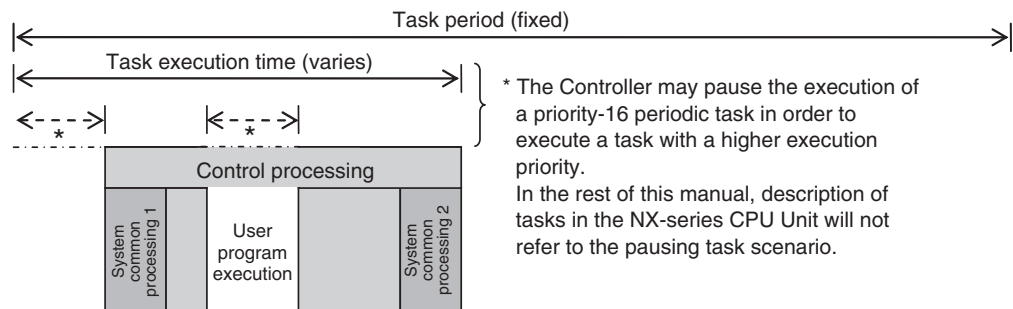 Task period (fixed)
Task execution time (varies)
*
*
* The Controller may pause the execution of
a priority-16 periodic task in order to
execute a task with a higher execution
priority.
In the rest of this manual, description of
tasks in the NX-series CPU Unit will not
refer to the pausing task scenario.
Control processing
System
common
processing 1
User
program
execution
System
common
processing 2